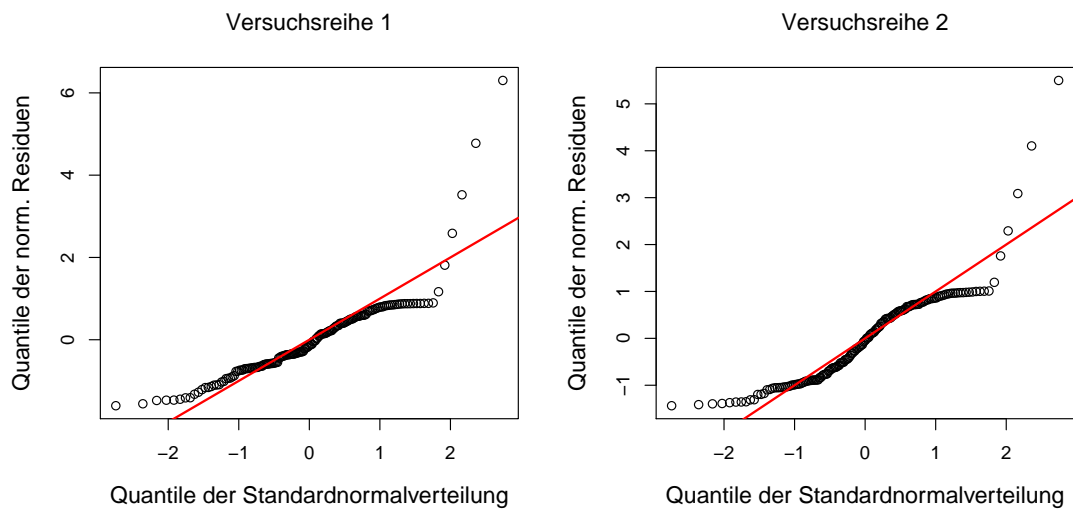 Versuchsreihe 1
6
4
2
0
Quantile der norm. Residuen
−2 −1 0 1 2
Quantile der Standardnormalverteilung
Versuchsreihe 2
5
4
3
2
1
0
−1
Quantile der norm. Residuen
−2 −1 0 1 2
Quantile der Standardnormalverteilung